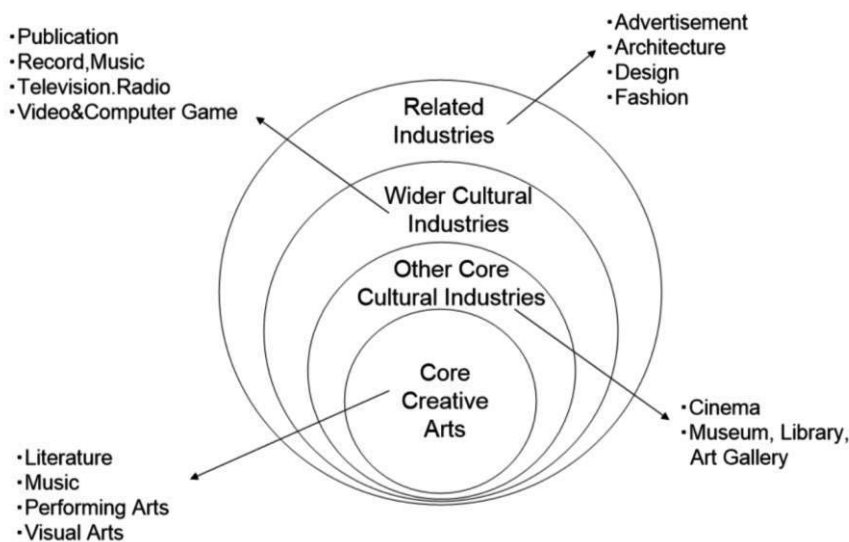 ・Publication
・Record,Music
・Television.Radio
・Video&Computer Game
・Advertisement
・Architecture
・Design
・Fashion
Related
Industries
Wider Cultural
Industries
Other Core
Cultural Industries
Core
Creative
Arts
・Cinema
・Museum, Library,
Art Gallery
・Literature
・Music
・Performing Arts
・Visual Arts